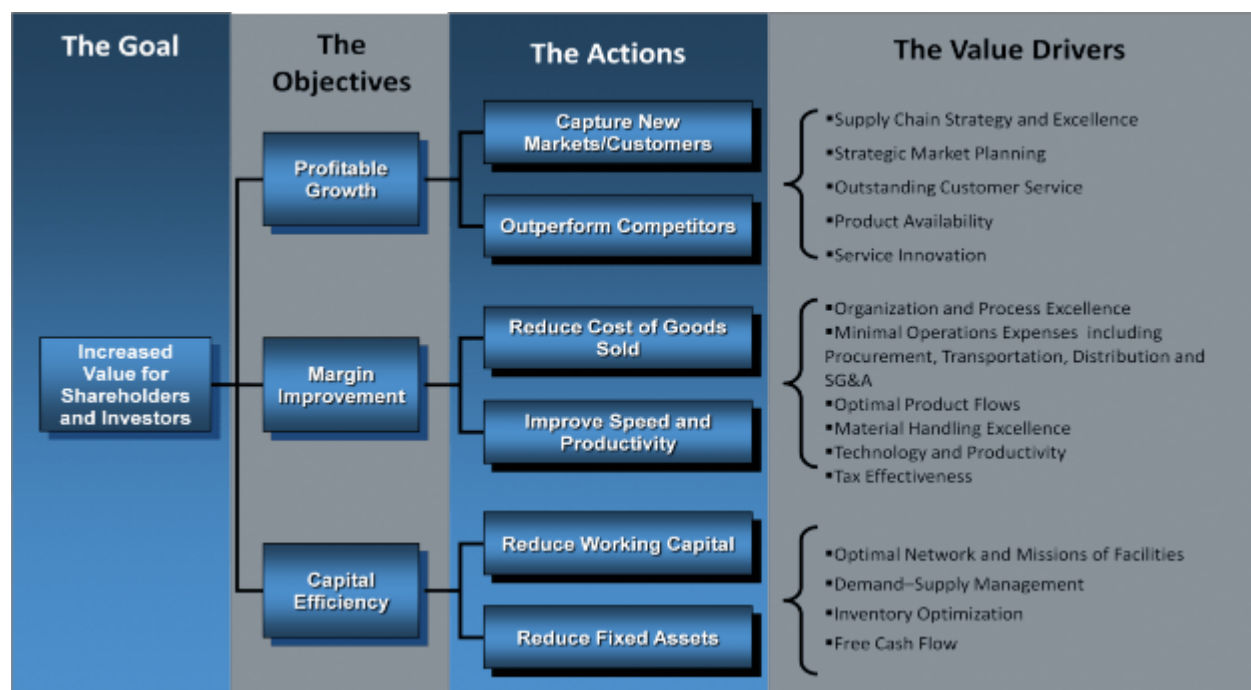 The Goal
The
Objectives
The Actions
The Value Drivers
Increased
Value for
Shareholders
and Investors
Profitable
Growth
Capture New
Markets/Customers
Outperform Competitors
▪Supply Chain Strategy and Excellence
▪Strategic Market Planning
▪Outstanding Customer Service
▪Product Availability
▪Service Innovation
Margin
Improvement
Reduce Cost of Goods
Sold
Improve Speed and
Productivity
▪Organization and Process Excellence
▪Minimal Operations Expenses including
Procurement, Transportation, Distribution and
SG&A
▪Optimal Product Flows
▪Material Handling Excellence
▪Technology and Productivity
▪Tax Effectiveness
Capital
Efficiency
Reduce Working Capital
Reduce Fixed Assets
▪Optimal Network and Missions of Facilities
▪Demand–Supply Management
▪Inventory Optimization
▪Free Cash Flow